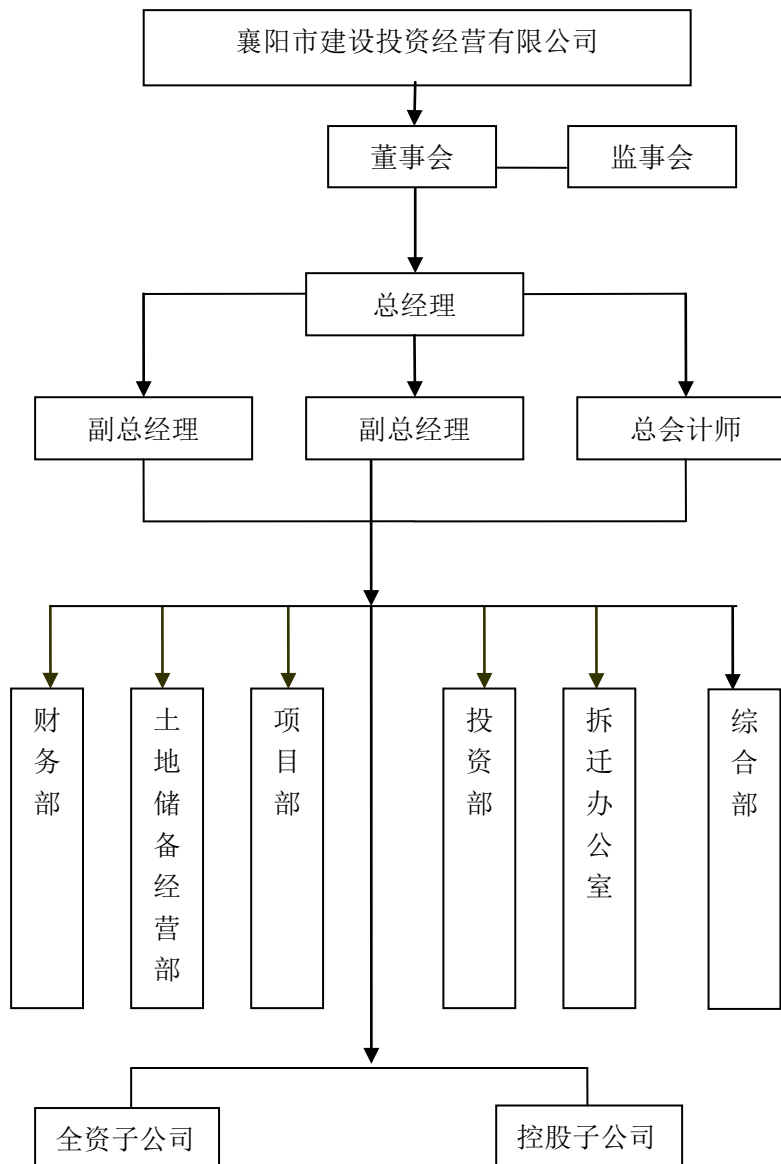 襄阳市建设投资经营有限公司
董事会
监事会
总经理
副总经理
副总经理
总会计师
财务部
土地储备经营部
项目部
投资部
拆迁办公室
综合部
全资子公司
控股子公司